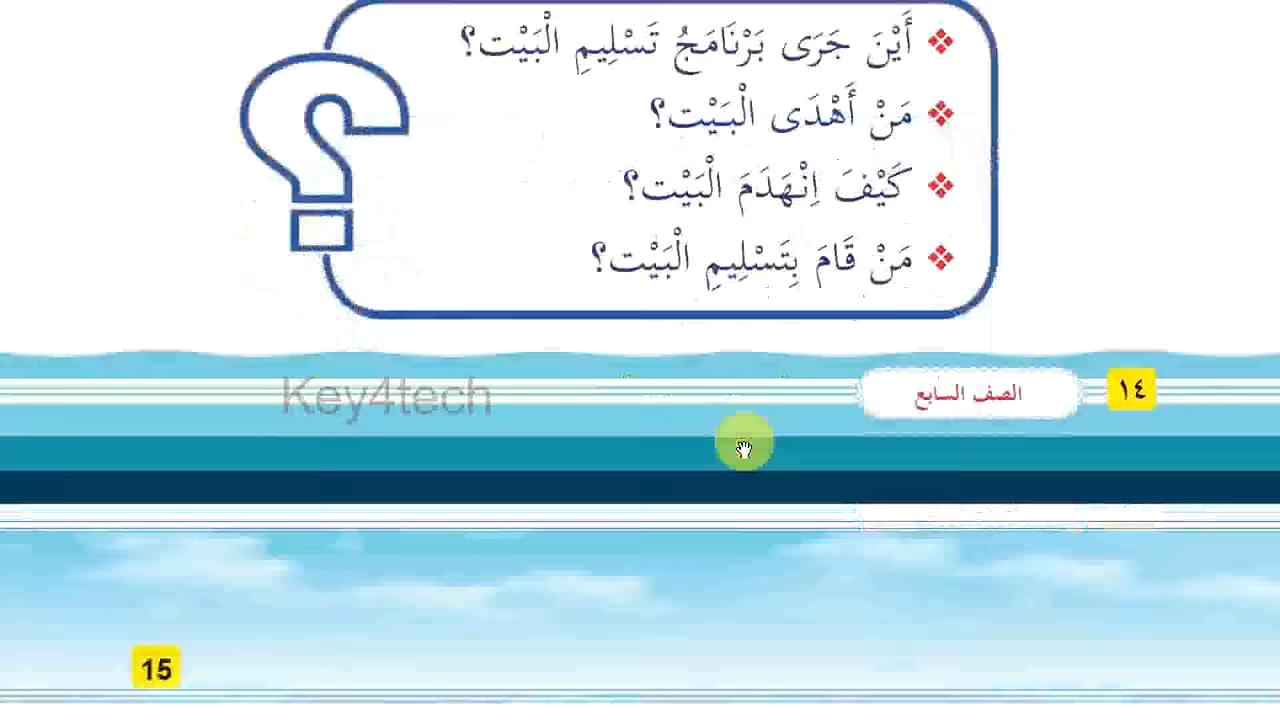 أَيْنَ جَرَى بَرْنَامَجُ تَسْلِيمِ الْبَيْت؟
مَنْ أَهْدَى الْبَيْت؟
كَيْفَ اِنْهَدَمَ الْبَيْت؟
مَنْ قَامَ بِتَسْلِيمِ الْبَيْت؟
١٤ الصف السابع
Key4tech
15